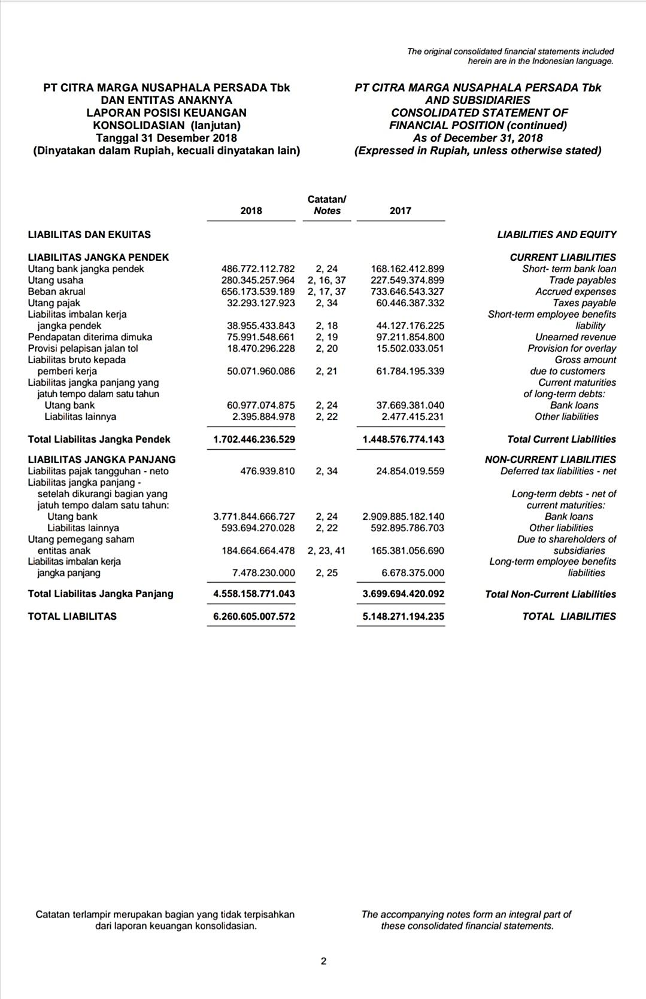 The original consolidated financial statements included
herein are in the Indonesian language.
PT CITRA MARGA NUSAPHALA PERSADA Tbk
DAN ENTITAS ANAKNYA
LAPORAN POSISI KEUANGAN
KONSOLIDASIAN (lanjutan)
Tanggal 31 Desember 2018
(Dinyatakan dalam Rupiah, kecuali dinyatakan lain)
PT CITRA MARGA NUSAPHALA PERSADA Tbk
AND SUBSIDIARIES
CONSOLIDATED STATEMENT OF
FINANCIAL POSITION (continued)
As of December 31, 2018
(Expressed in Rupiah, unless otherwise stated)
Catatan/
2018 Notes 2017
LIABILITAS DAN EKUITAS LIABILITIES AND EQUITY
LIABILITAS JANGKA PENDEK CURRENT LIABILITIES
Utang bank jangka pendek 486.772.112.782 2, 24 168.162.412.899 Short- term bank loan
Utang usaha 280.345.257.964 2, 16, 37 227.549.374.899 Trade payables
Beban akrual 656.173.539.189 2, 17, 37 733.646.543.327 Accrued expenses
Utang pajak 32.293.127.923 2, 34 60.446.387.332 Taxes payable
Liabilitas imbalan kerja Short-term employee benefits
jangka pendek 38.955.433.843 2, 18 44.127.176.225 liability
Pendapatan diterima dimuka 75.991.548.661 2, 19 97.211.854.800 Unearned revenue
Provisi pelapisan jalan tol 18.470.296.228 2, 20 15.502.033.051 Provision for overlay
Liabilitas bruto kepada Gross amount
pemberi kerja 50.071.960.086 2, 21 61.784.195.339 due to customers
Liabilitas jangka panjang yang Current maturities
jatuh tempo dalam satu tahun of long-term debts:
Utang bank 60.977.074.875 2, 24 37.669.381.040 Bank loans
Liabilitas lainnya 2.395.884.978 2, 22 2.477.415.231 Other liabilities
Total Liabilitas Jangka Pendek 1.702.446.236.529 1.448.576.774.143 Total Current Liabilities
LIABILITAS JANGKA PANJANG NON-CURRENT LIABILITIES
Liabilitas pajak tangguhan - neto 476.939.810 2, 34 24.854.019.559 Deferred tax liabilities - net
Liabilitas jangka panjang -
setelah dikurangi bagian yang Long-term debts - net of
jatuh tempo dalam satu tahun: current maturities:
Utang bank 3.771.844.666.727 2, 24 2.909.885.182.140 Bank loans
Liabilitas lainnya 593.694.270.028 2, 22 592.895.786.703 Other liabilities
Utang pemegang saham Due to shareholders of
entitas anak 184.664.664.478 2, 23, 41 165.381.056.690 subsidiaries
Liabilitas imbalan kerja Long-term employee benefits
jangka panjang 7.478.230.000 2, 25 6.678.375.000 liabilities
Total Liabilitas Jangka Panjang 4.558.158.771.043 3.699.694.420.092 Total Non-Current Liabilities
TOTAL LIABILITAS 6.260.605.007.572 5.148.271.194.235 TOTAL LIABILITIES
Catatan terlampir merupakan bagian yang tidak terpisahkan
dari laporan keuangan konsolidasian.
The accompanying notes form an integral part of
these consolidated financial statements.
2